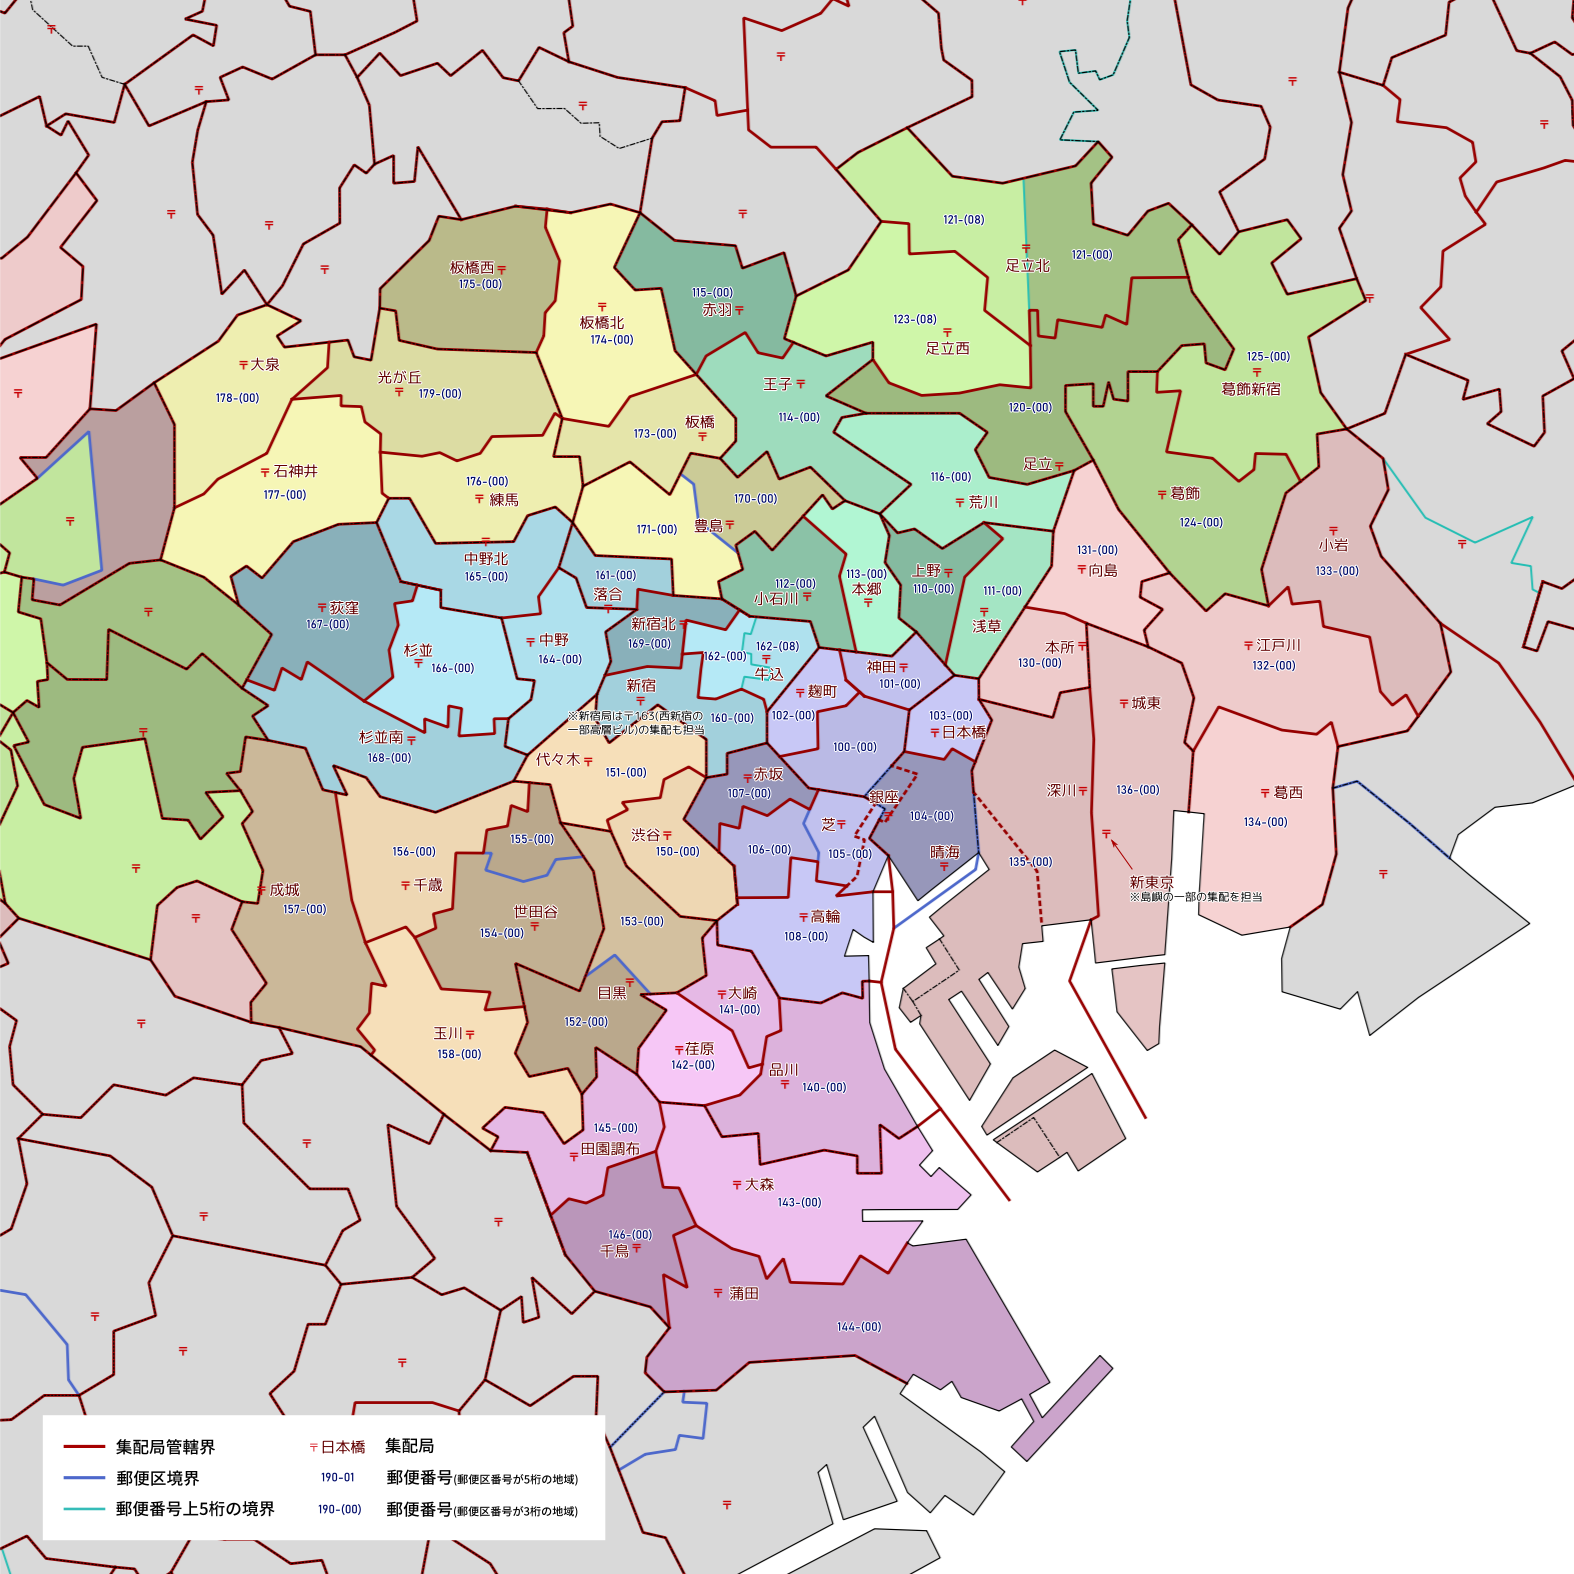 121-(08)
足立北
121-(00)
板橋西
175-(00)
板橋北
174-(00)
115-(00)
赤羽
123-(08)
足立西
125-(00)
葛飾新宿
大泉
178-(00)
光が丘
179-(00)
王子
114-(00)
120-(00)
足立
173-(00)
板橋
石神井
177-(00)
176-(00)
練馬
170-(00)
171-(00)
豊島
116-(00)
荒川
葛飾
124-(00)
小岩
133-(00)
131-(00)
向島
中野北
165-(00)
161-(00)
落合
112-(00)
小石川
113-(00)
本郷
上野
110-(00)
111-(00)
浅草
荻窪
167-(00)
新宿北
169-(00)
杉並
166-(00)
中野
164-(00)
162-(00)
162-(08)
牛込
本所
130-(00)
江戸川
132-(00)
神田
101-(00)
麹町
102-(00)
新宿
160-(00)
※新宿局は〒163(西新宿の
一部高層ビル)の集配も担当
103-(00)
日本橋
城東
杉並南
168-(00)
100-(00)
代々木
151-(00)
赤坂
107-(00)
深川
136-(00)
葛西
134-(00)
銀座
104-(00)
芝
105-(00)
106-(00)
晴海
135-(00)
新東京
※島嶼の一部の集配を担当
155-(00)
156-(00)
千歳
渋谷
150-(00)
成城
157-(00)
世田谷
154-(00)
153-(00)
高輪
108-(00)
目黒
152-(00)
大崎
141-(00)
玉川
158-(00)
荏原
142-(00)
品川
140-(00)
145-(00)
田園調布
大森
143-(00)
146-(00)
千鳥
蒲田
144-(00)
集配局管轄界
〒日本橋
集配局
郵便区境界
190-01
郵便番号(郵便区番号が5桁の地域)
郵便番号上5桁の境界
190-(00)
郵便番号(郵便区番号が3桁の地域)